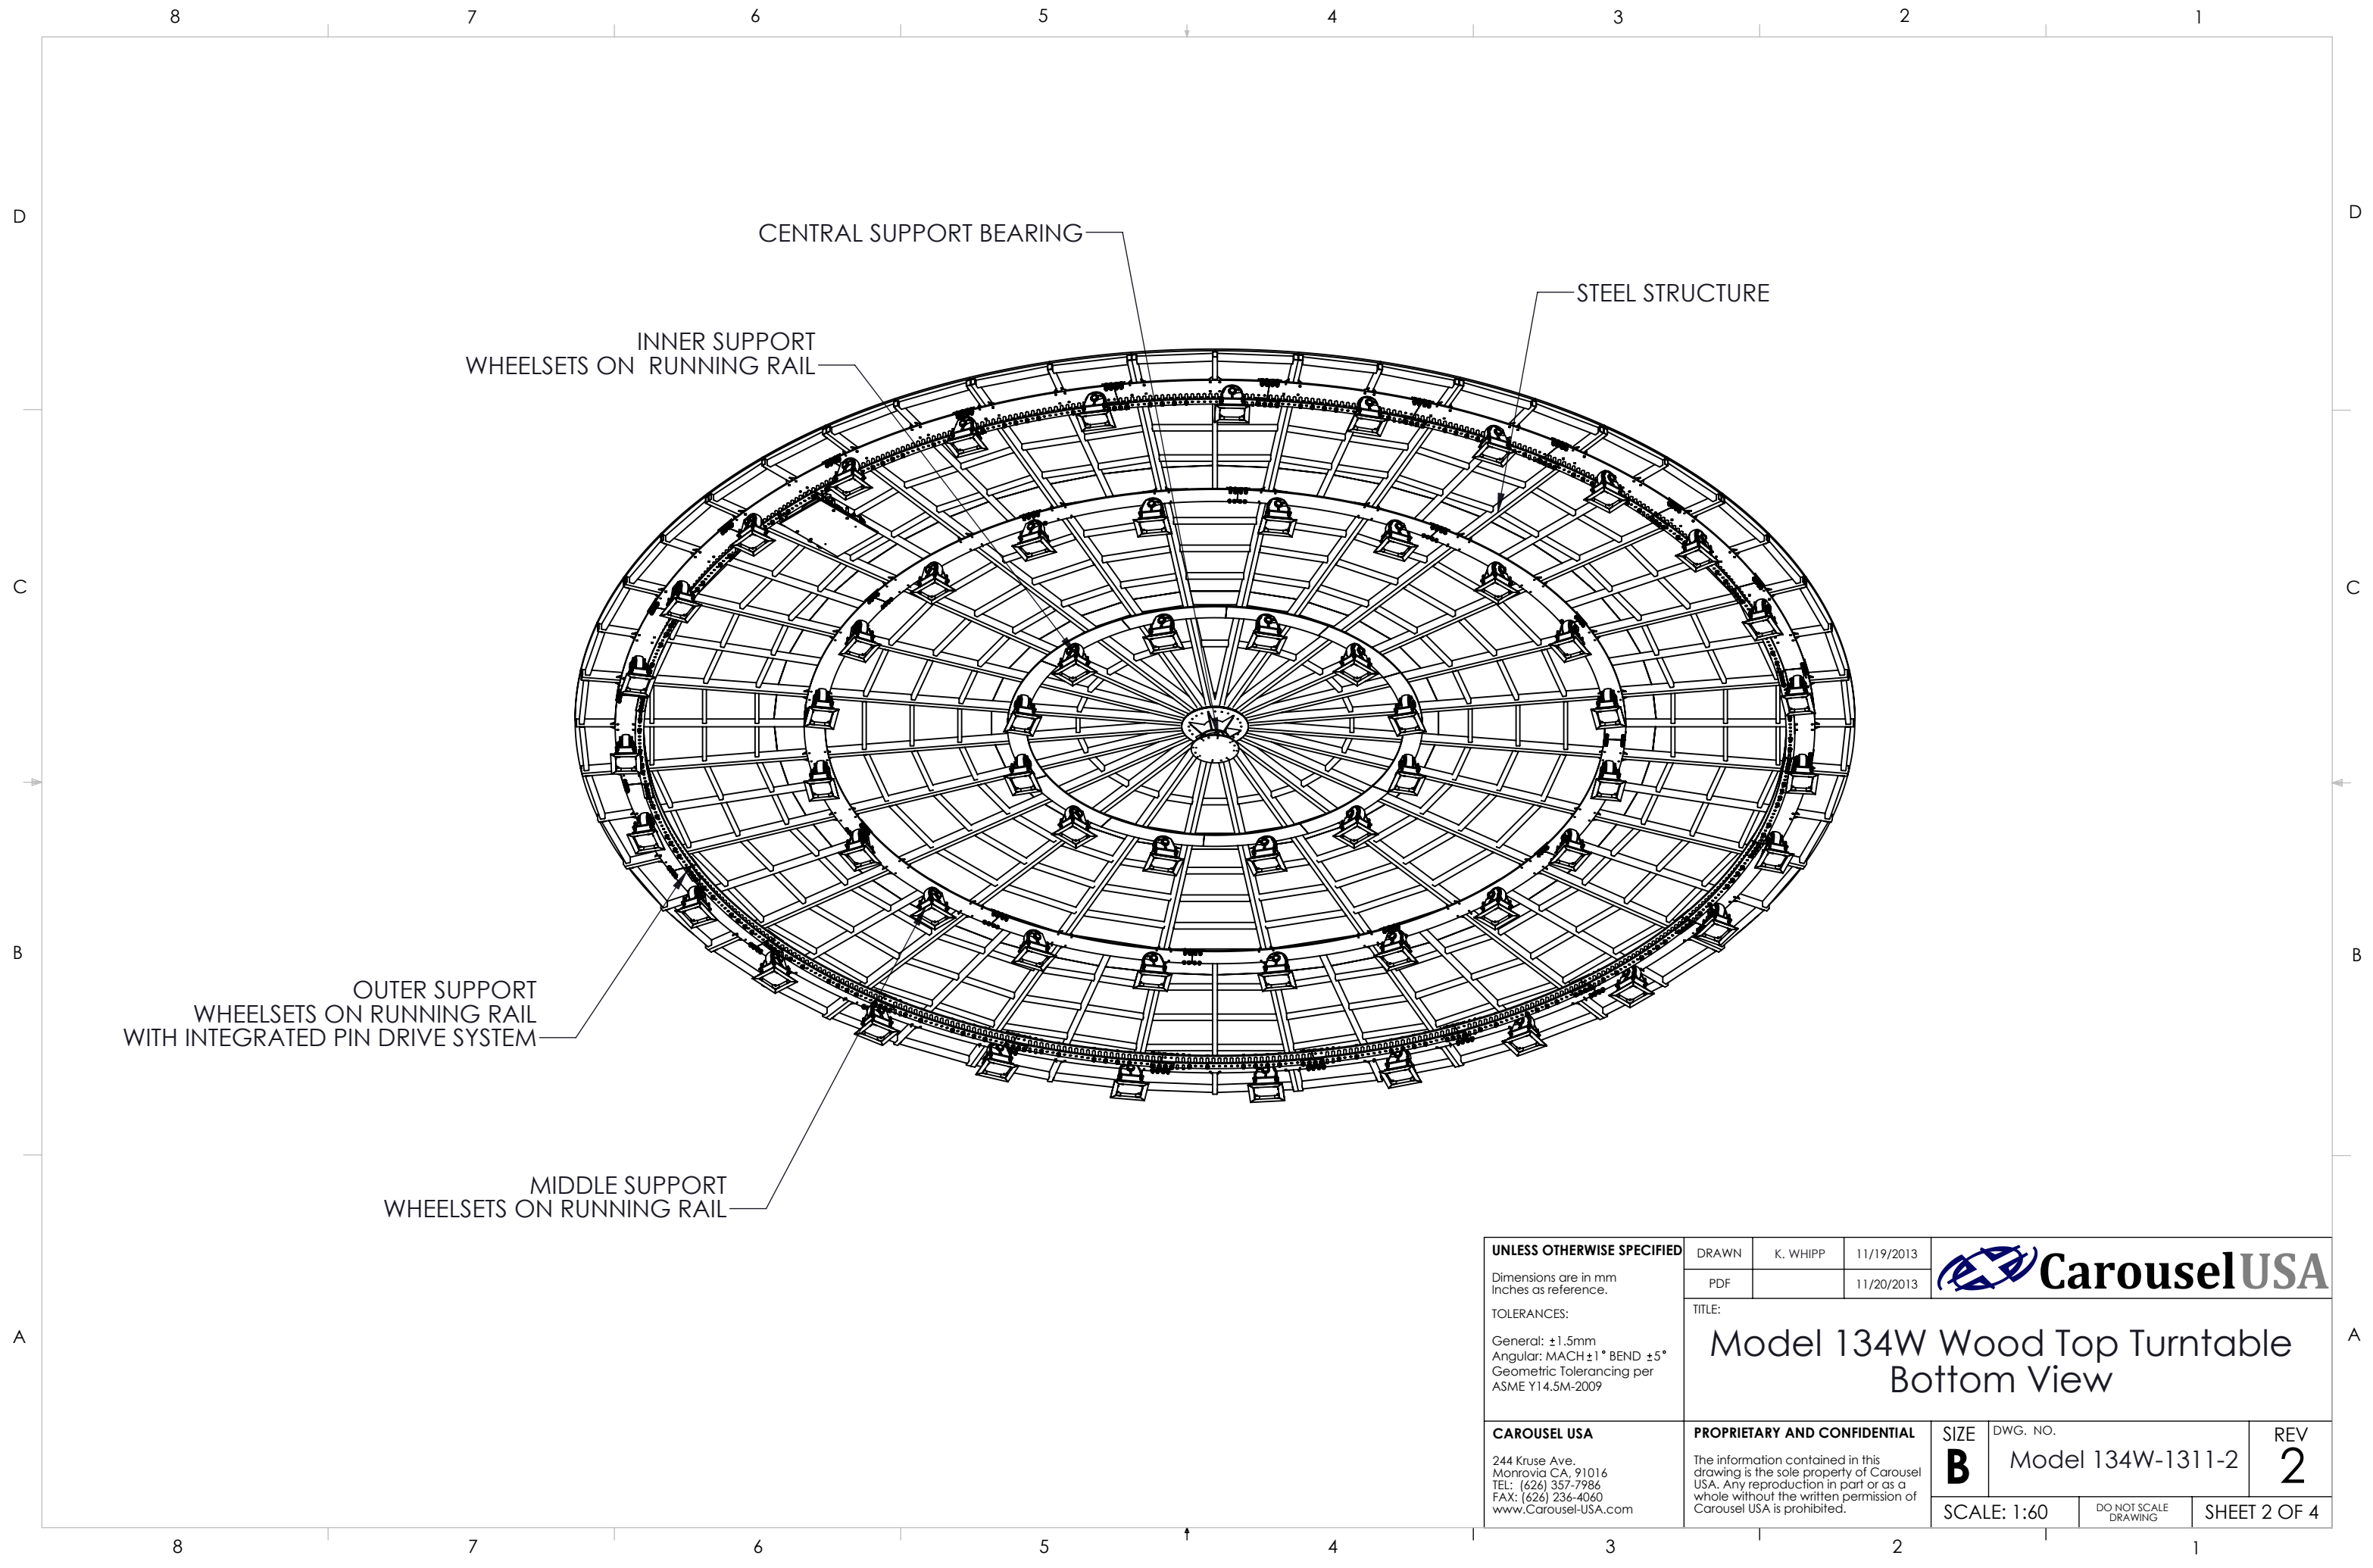 8 7 6 5 4 3 2 1
D
D
CENTRAL SUPPORT BEARING
STEEL STRUCTURE
INNER SUPPORT
WHEELSETS ON RUNNING RAIL
C
C
B
B
OUTER SUPPORT
WHEELSETS ON RUNNING RAIL
WITH INTEGRATED PIN DRIVE SYSTEM
MIDDLE SUPPORT
WHEELSETS ON RUNNING RAIL
A
A
UNLESS OTHERWISE SPECIFIED
Dimensions are in mm
Inches as reference.
TOLERANCES:
General: ±1.5mm
Angular: MACH±1° BEND ±5°
Geometric Tolerancing per
ASME Y14.5M-2009
DRAWN K. WHIPP 11/19/2013
PDF 11/20/2013
CarouselUSA
TITLE:
Model 134W Wood Top Turntable
Bottom View
CAROUSEL USA
244 Kruse Ave.
Monrovia CA, 91016
TEL: (626) 357-7986
FAX: (626) 236-4060
www.Carousel-USA.com
PROPRIETARY AND CONFIDENTIAL
The information contained in this
drawing is the sole property of Carousel
USA. Any reproduction in part or as a
whole without the written permission of
Carousel USA is prohibited.
SIZE
B
DWG. NO.
Model 134W-1311-2
REV
2
SCALE: 1:60
DO NOT SCALE
DRAWING
SHEET 2 OF 4
8 7 6 5 4 3 2 1